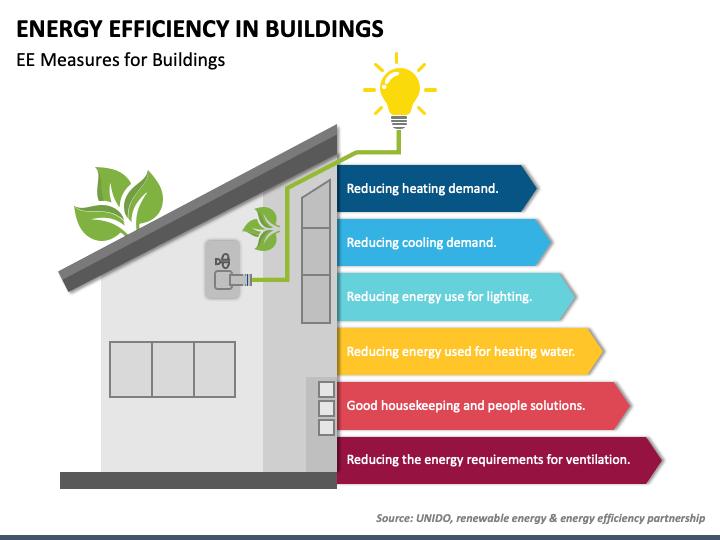 ENERGY EFFICIENCY IN BUILDINGS
EE Measures for Buildings
Reducing heating demand.
Reducing cooling demand.
Reducing energy use for lighting.
Reducing energy used for heating water.
Good housekeeping and people solutions.
Reducing the energy requirements for ventilation.
Source: UNIDO, renewable energy & energy efficiency partnership